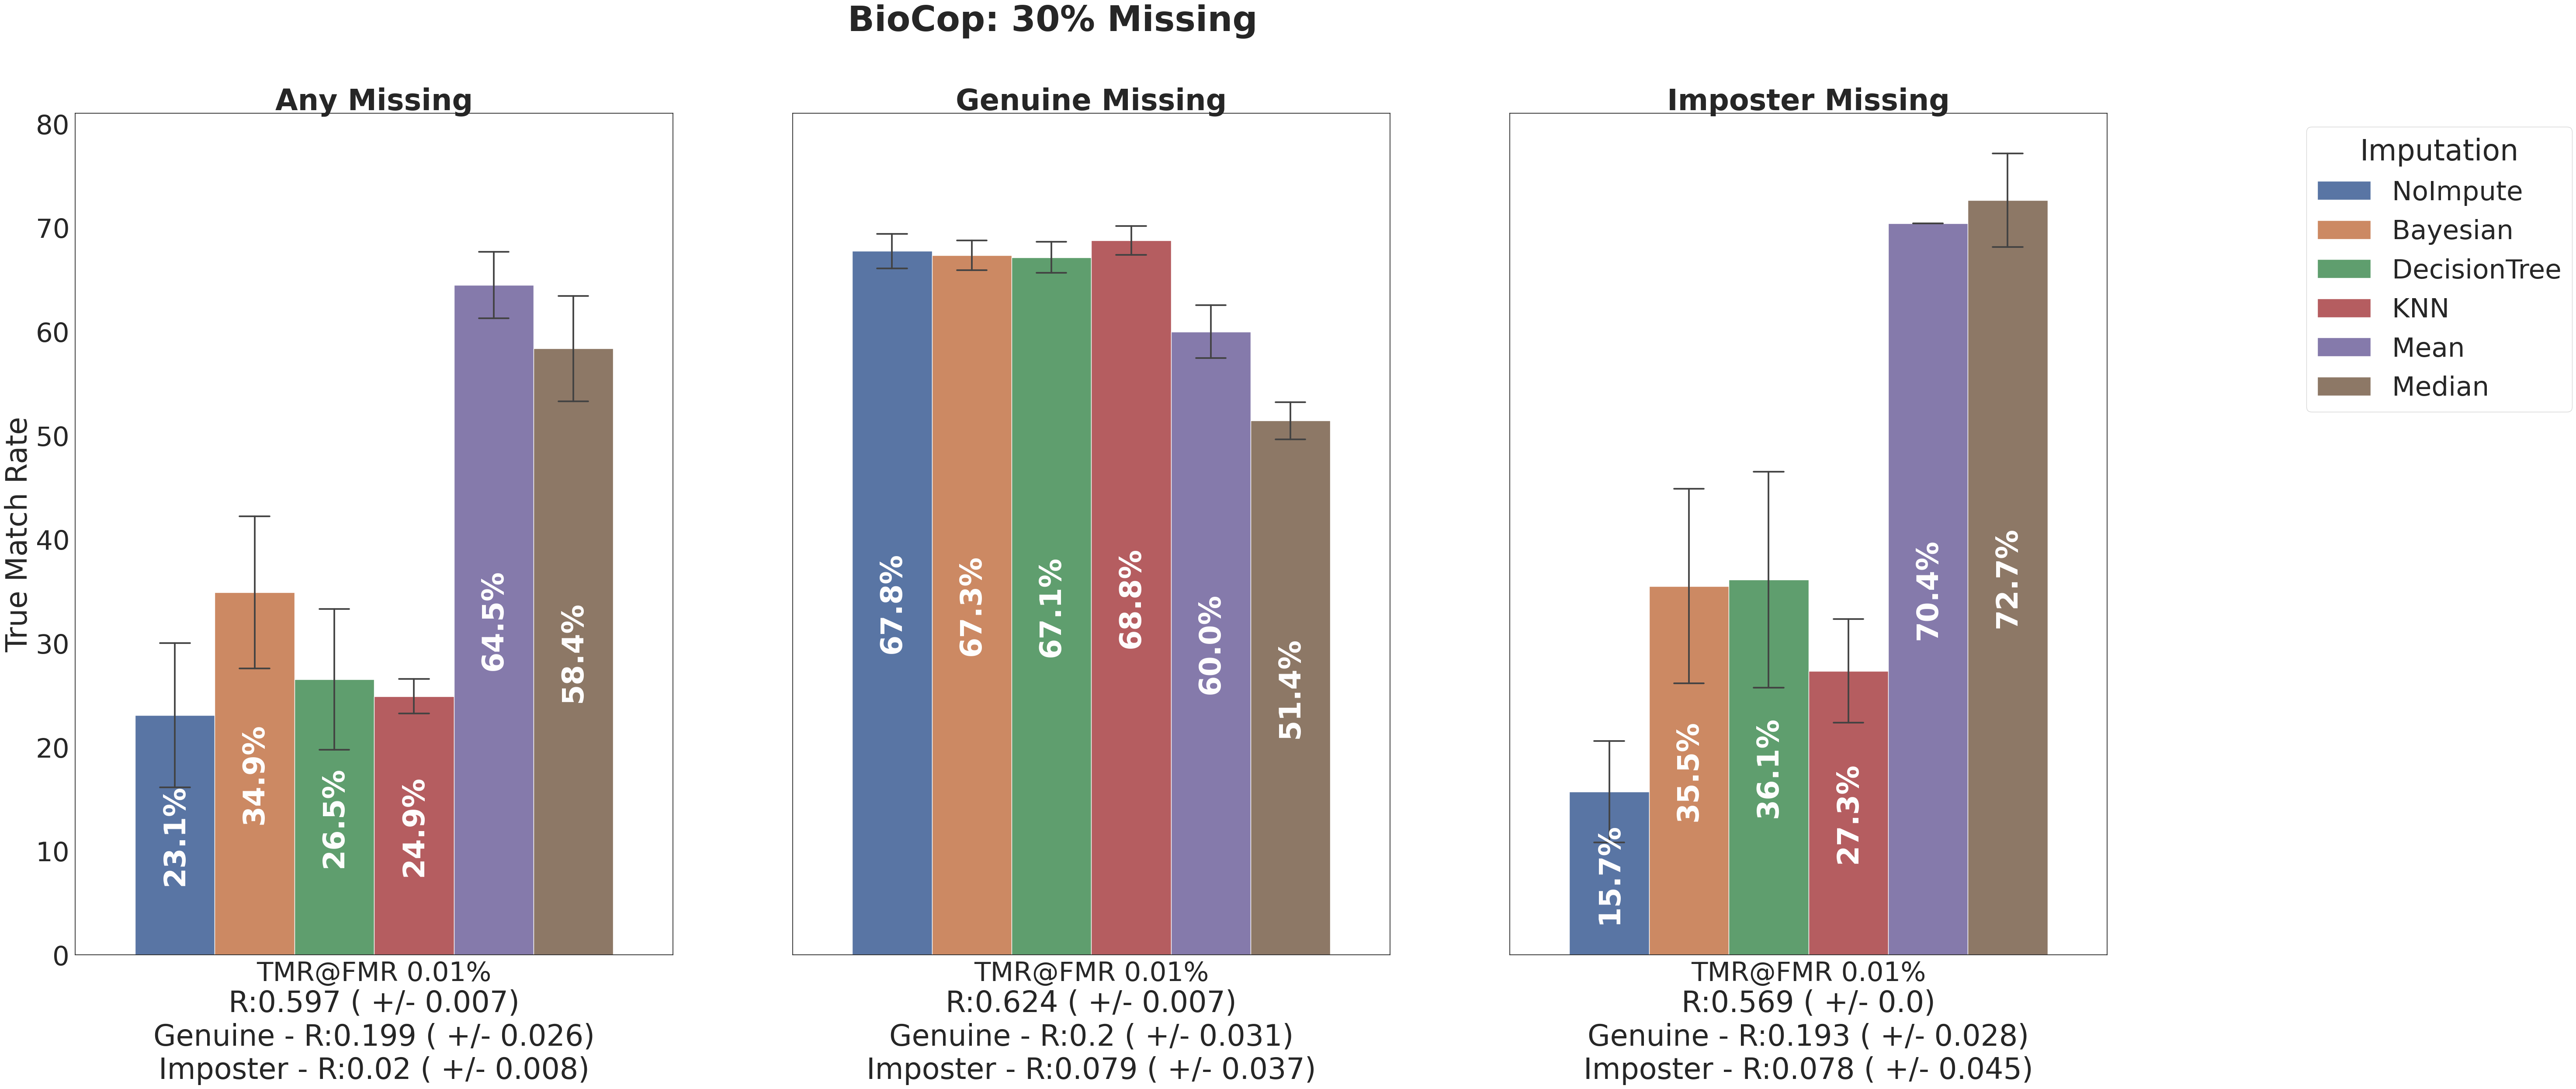 BioCop: 30% Missing
Any Missing
Genuine Missing
Imposter Missing
True Match Rate
80
70
60
50
40
30
20
10
0
23.1%
34.9%
26.5%
24.9%
64.5%
58.4%
67.8%
67.3%
67.1%
68.8%
60.0%
51.4%
15.7%
35.5%
36.1%
27.3%
70.4%
72.7%
TMR@FMR 0.01%
R:0.597 ( +/- 0.007)
Genuine - R:0.199 ( +/- 0.026)
Imposter - R:0.02 ( +/- 0.008)
TMR@FMR 0.01%
R:0.624 ( +/- 0.007)
Genuine - R:0.2 ( +/- 0.031)
Imposter - R:0.079 ( +/- 0.037)
TMR@FMR 0.01%
R:0.569 ( +/- 0.0)
Genuine - R:0.193 ( +/- 0.028)
Imposter - R:0.078 ( +/- 0.045)
Imputation
NoImpute
Bayesian
DecisionTree
KNN
Mean
Median